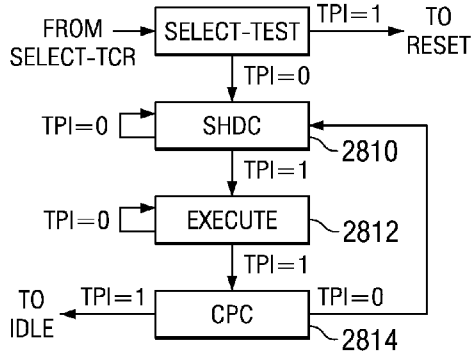 FROM
SELECT-TCR
SELECT-TEST
TPI=1
TO
RESET
TPI=0
TPI=0
SHDC
2810
TPI=1
TPI=0
EXECUTE
2812
TPI=1
TO
IDLE
TPI=1
CPC
TPI=0
2814